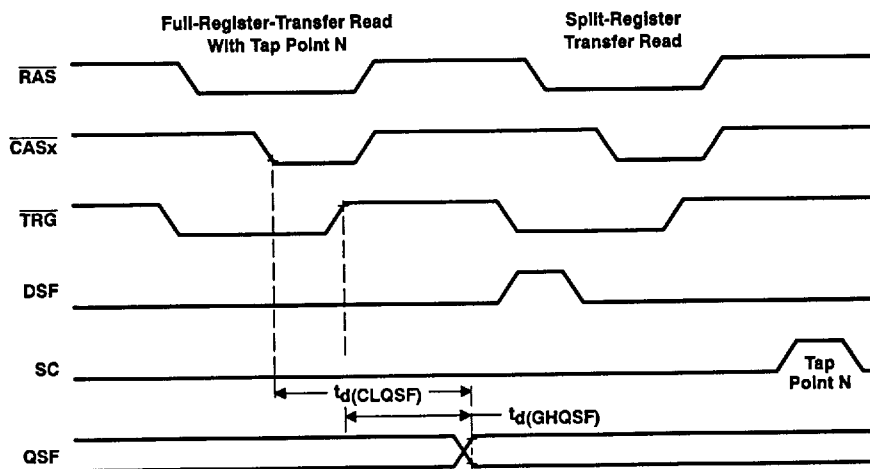 Full-Register-Transfer Read
With Tap Point N
Split-Register
Transfer Read
RAS
CASx
TRG
DSF
SC
Tap
Point N
td(CLQSF)
td(GHQSF)
QSF